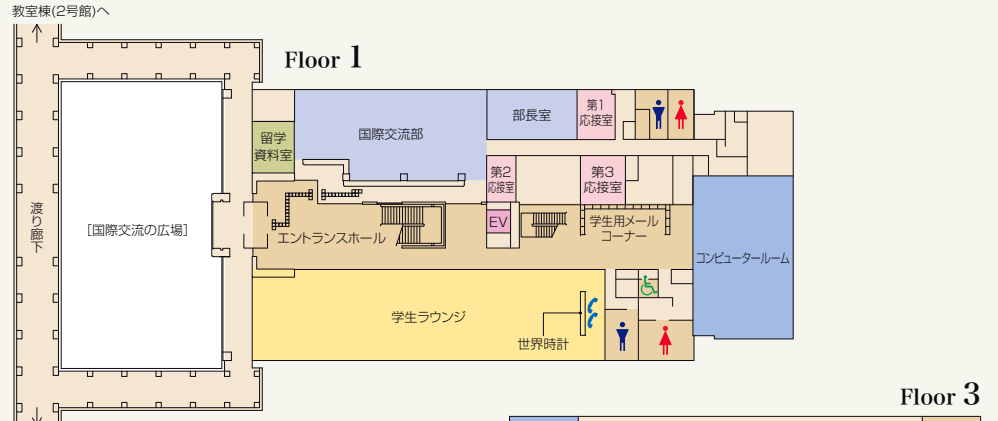 教室棟(2号館)へ
Floor 1
留学
資料室
国際交流部
部長室
第1
応接室
第2
応接室
第3
応接室
渡り廊下
[国際交流の広場]
エントランスホール
EV
学生用メール
コーナー
コンピュータールーム
学生ラウンジ
世界時計
Floor 3